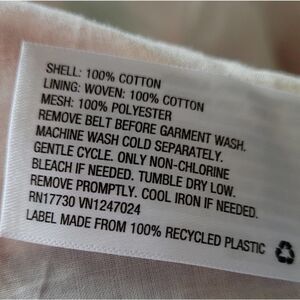 SHELL: 100% COTTON
LINING: WOVEN: 100% COTTON
MESH: 100% POLYESTER
REMOVE BELT BEFORE GARMENT WASH.
MACHINE WASH COLD SEPARATELY.
GENTLE CYCLE. ONLY NON-CHLORINE
BLEACH IF NEEDED. TUMBLE DRY LOW.
REMOVE PROMPTLY. COOL IRON IF NEEDED.
RN17730 VN1247024
LABEL MADE FROM 100% RECYCLED PLASTIC